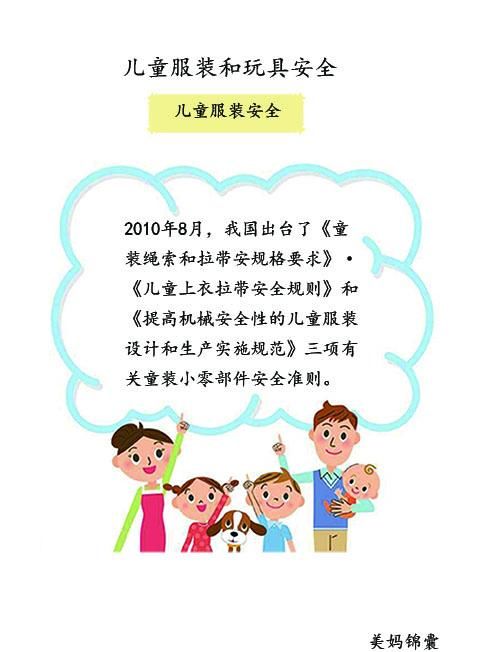 儿童服装和玩具安全
儿童服装安全
2010年8月，我国出台了《童
装绳索和拉带安规格要求》·
《儿童上衣拉带安全规则》和
《提高机械安全性的儿童服装
设计和生产实施规范》三项有
关童装小零部件安全准则。
美妈锦囊